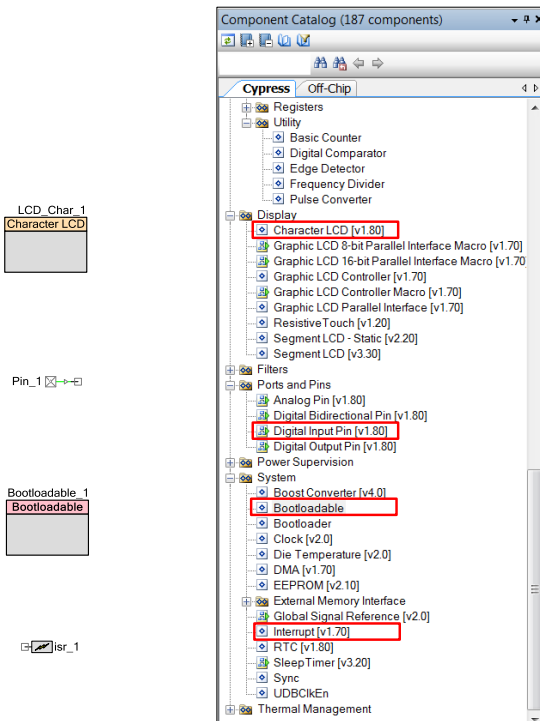 LCD_Char_1
Character LCD
Pin_1
Bootloadable_1
Bootloadable
isr_1
Component Catalog (187 components)
Cypress
Off-Chip
Registers
Utility
Basic Counter
Digital Comparator
Edge Detector
Frequency Divider
Pulse Converter
Display
Character LCD [v1.80]
Graphic LCD 8-bit Parallel Interface Macro [v1.70]
Graphic LCD 16-bit Parallel Interface Macro [v1.70
Graphic LCD Controller [v1.70]
Graphic LCD Controller Macro [v1.70]
Graphic LCD Parallel Interface [v1.70]
Resistive Touch [v1.20]
Segment LCD - Static [v2.20]
Segment LCD [v3.30]
Filters
Ports and Pins
Analog Pin [v1.80]
Digital Bidirectional Pin [v1.80]
Digital Input Pin [v1.80]
Digital Output Pin [v1.80]
Power Supervision
System
Boost Converter [v4.0]
Bootloadable
Bootloader
Clock [v2.0]
Die Temperature [v2.0]
DMA [v1.70]
EEPROM [v2.10]
External Memory Interface
Global Signal Reference [v2.0]
Interrupt [v1.70]
RTC [v1.80]
SleepTimer [v3.20]
Sync
UDBClkEn
Thermal Management